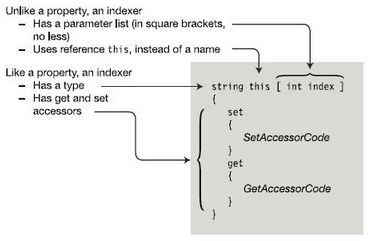 Unlike a property, an indexer
– Has a parameter list (in square brackets,
no less)
– Uses reference this, instead of a name
Like a property, an indexer
– Has a type
– Has get and set
accessors
string this [ int index ]
{
set
{
SetAccessorCode
}
get
{
GetAccessorCode
}
}